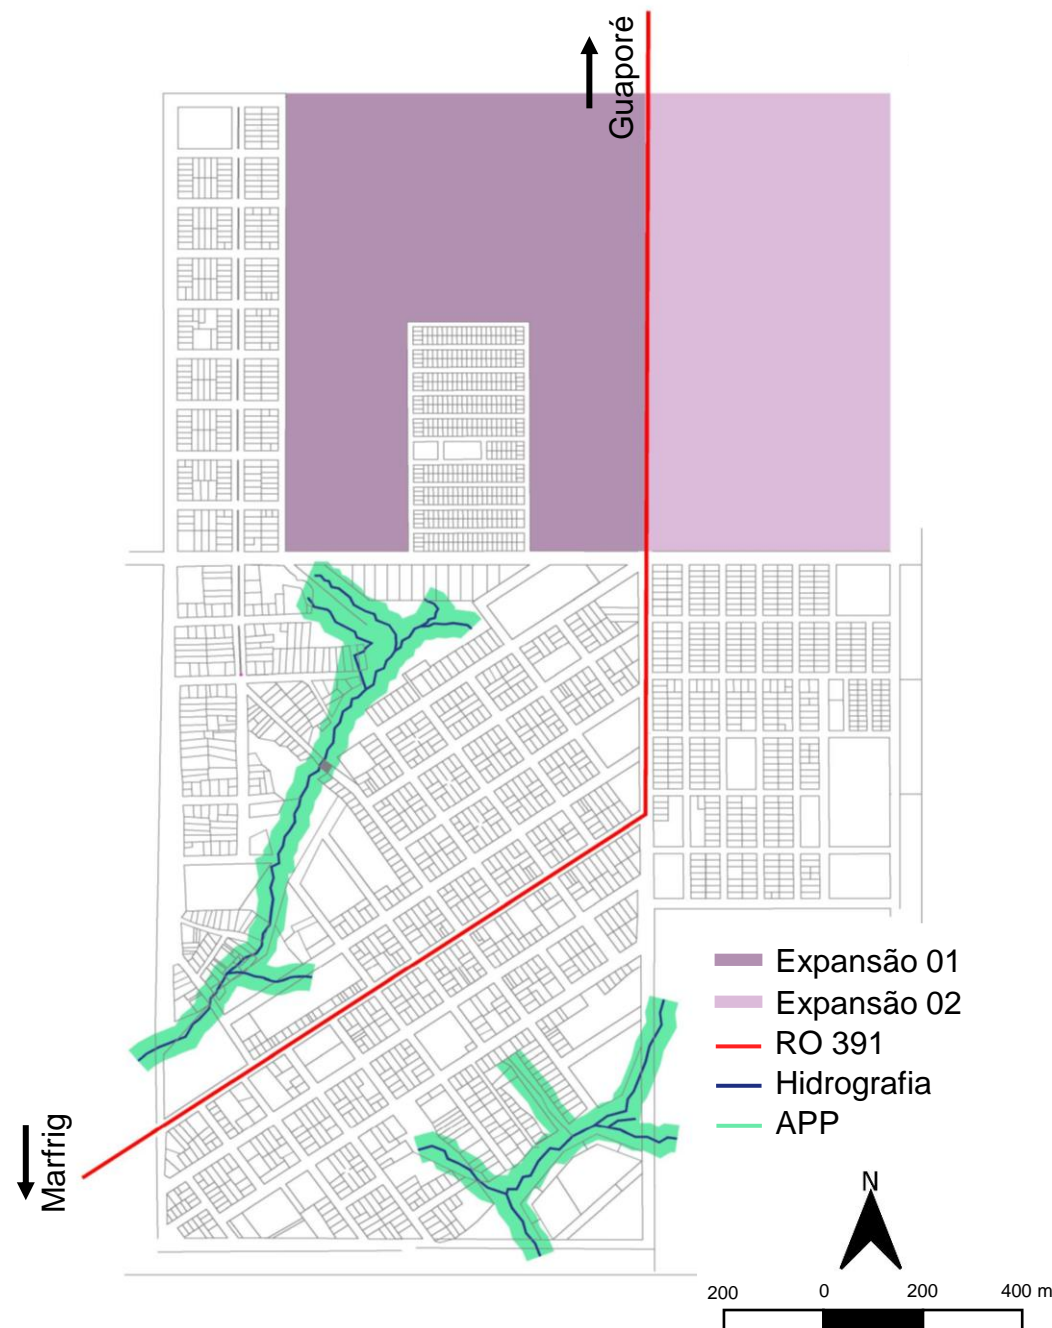 Guaporé
Expansão 01
Expansão 02
RO 391
Hidrografia
APP
Marfrig
N
200 0 200 400 m